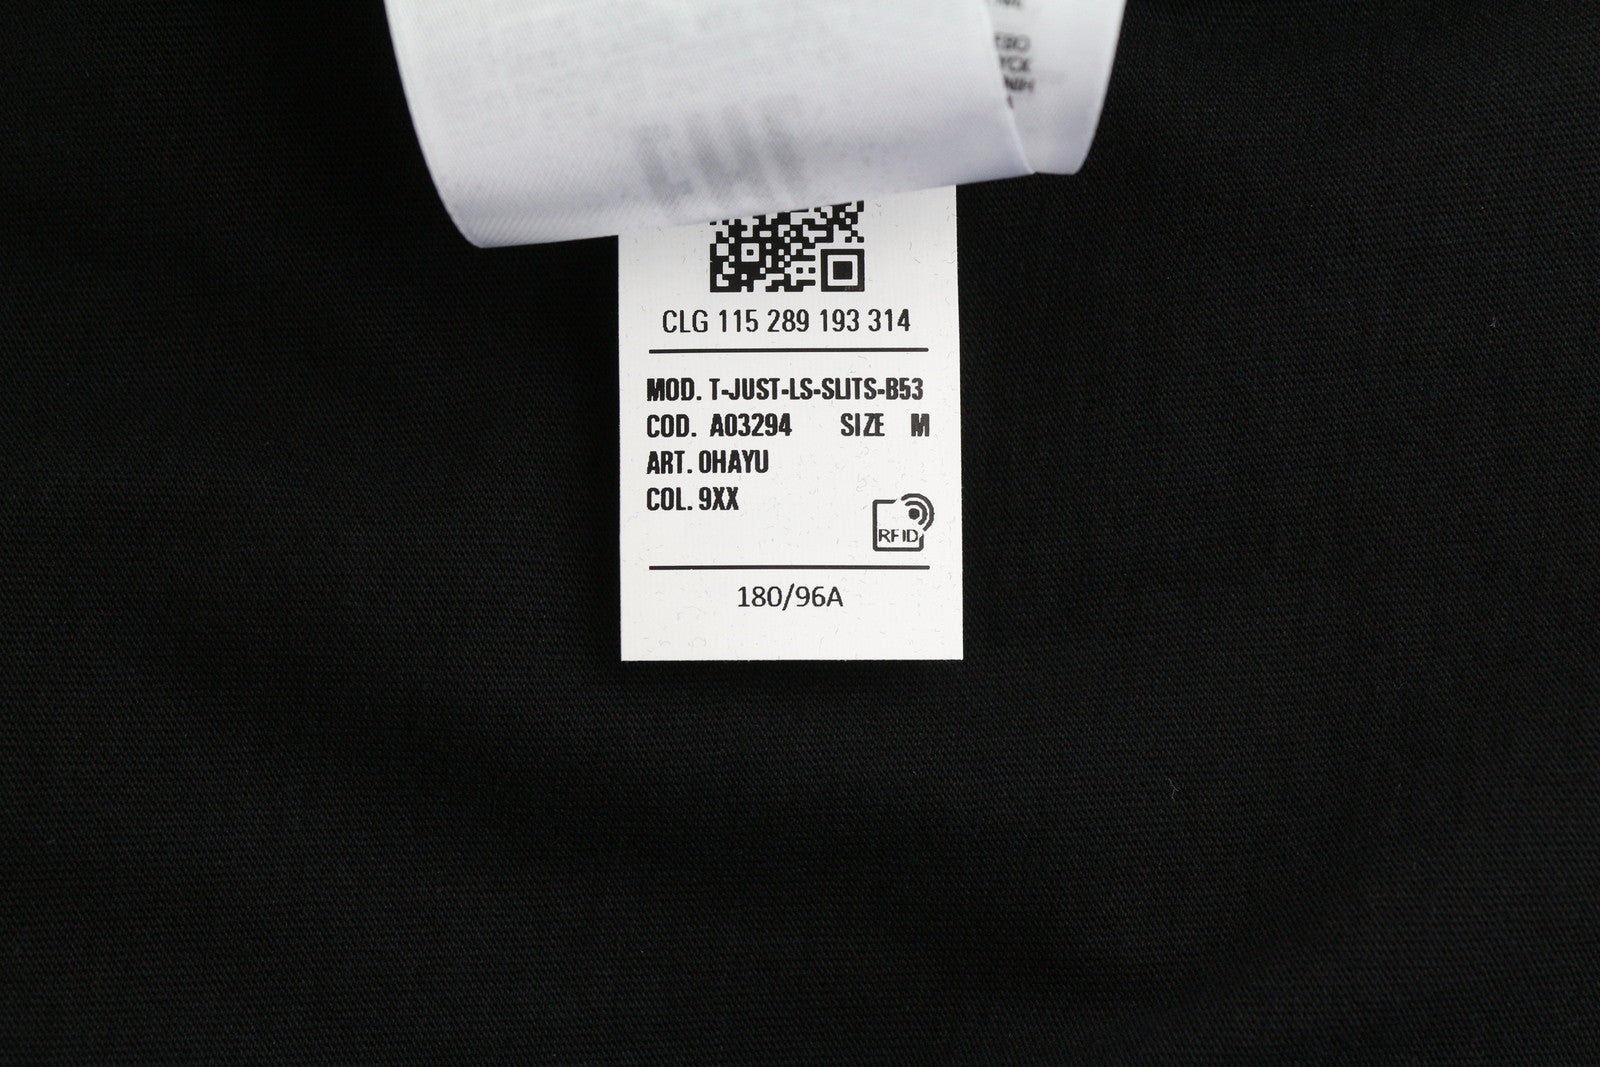 CLG 115 289 193 314
MOD. T-JUST-LS-SLITS-B53
COD. A03294 SIZE M
ART. 0HAYU
COL. 9XX
RFID
180/96A